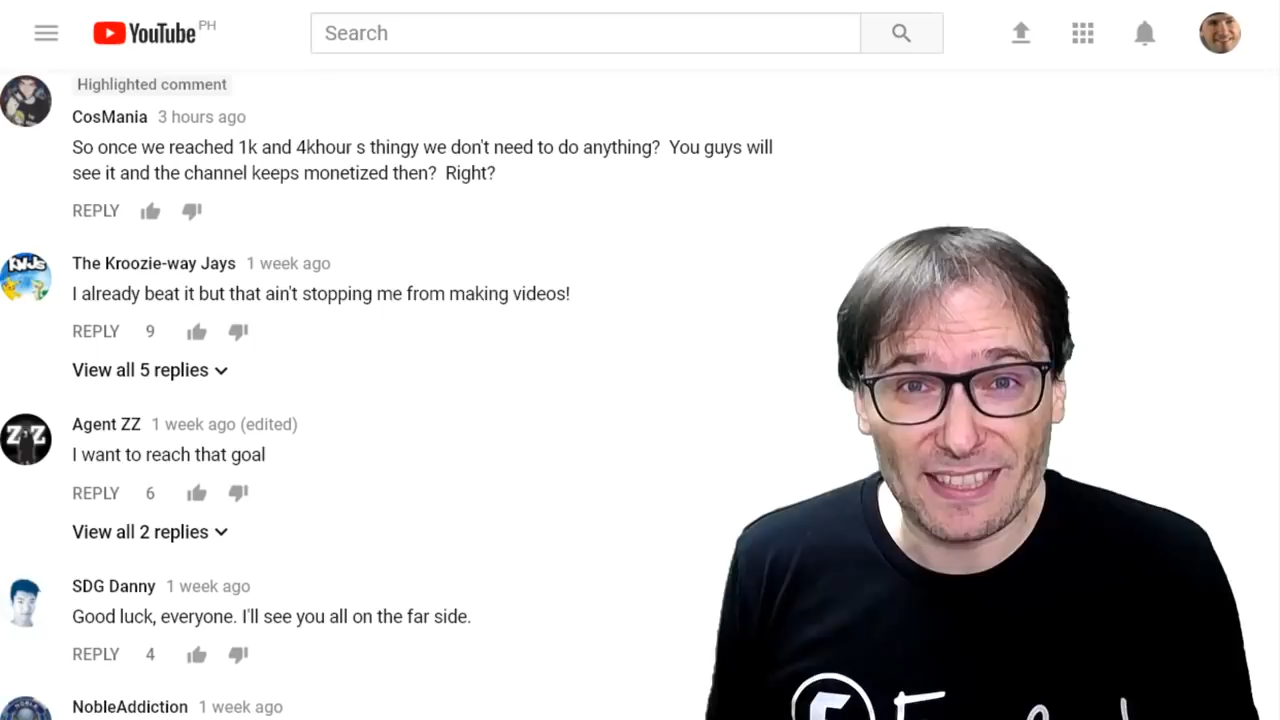 YouTube PH
Search
Highlighted comment
CosMania 3 hours ago
So once we reached 1k and 4khour s thingy we don't need to do anything?  You guys will
see it and the channel keeps monetized then?  Right?
REPLY
The Kroozie-way Jays 1 week ago
I already beat it but that ain't stopping me from making videos!
REPLY 9
View all 5 replies
Agent ZZ 1 week ago (edited)
I want to reach that goal
REPLY 6
View all 2 replies
SDG Danny 1 week ago
Good luck, everyone. I'll see you all on the far side.
REPLY 4
NobleAddiction 1 week ago